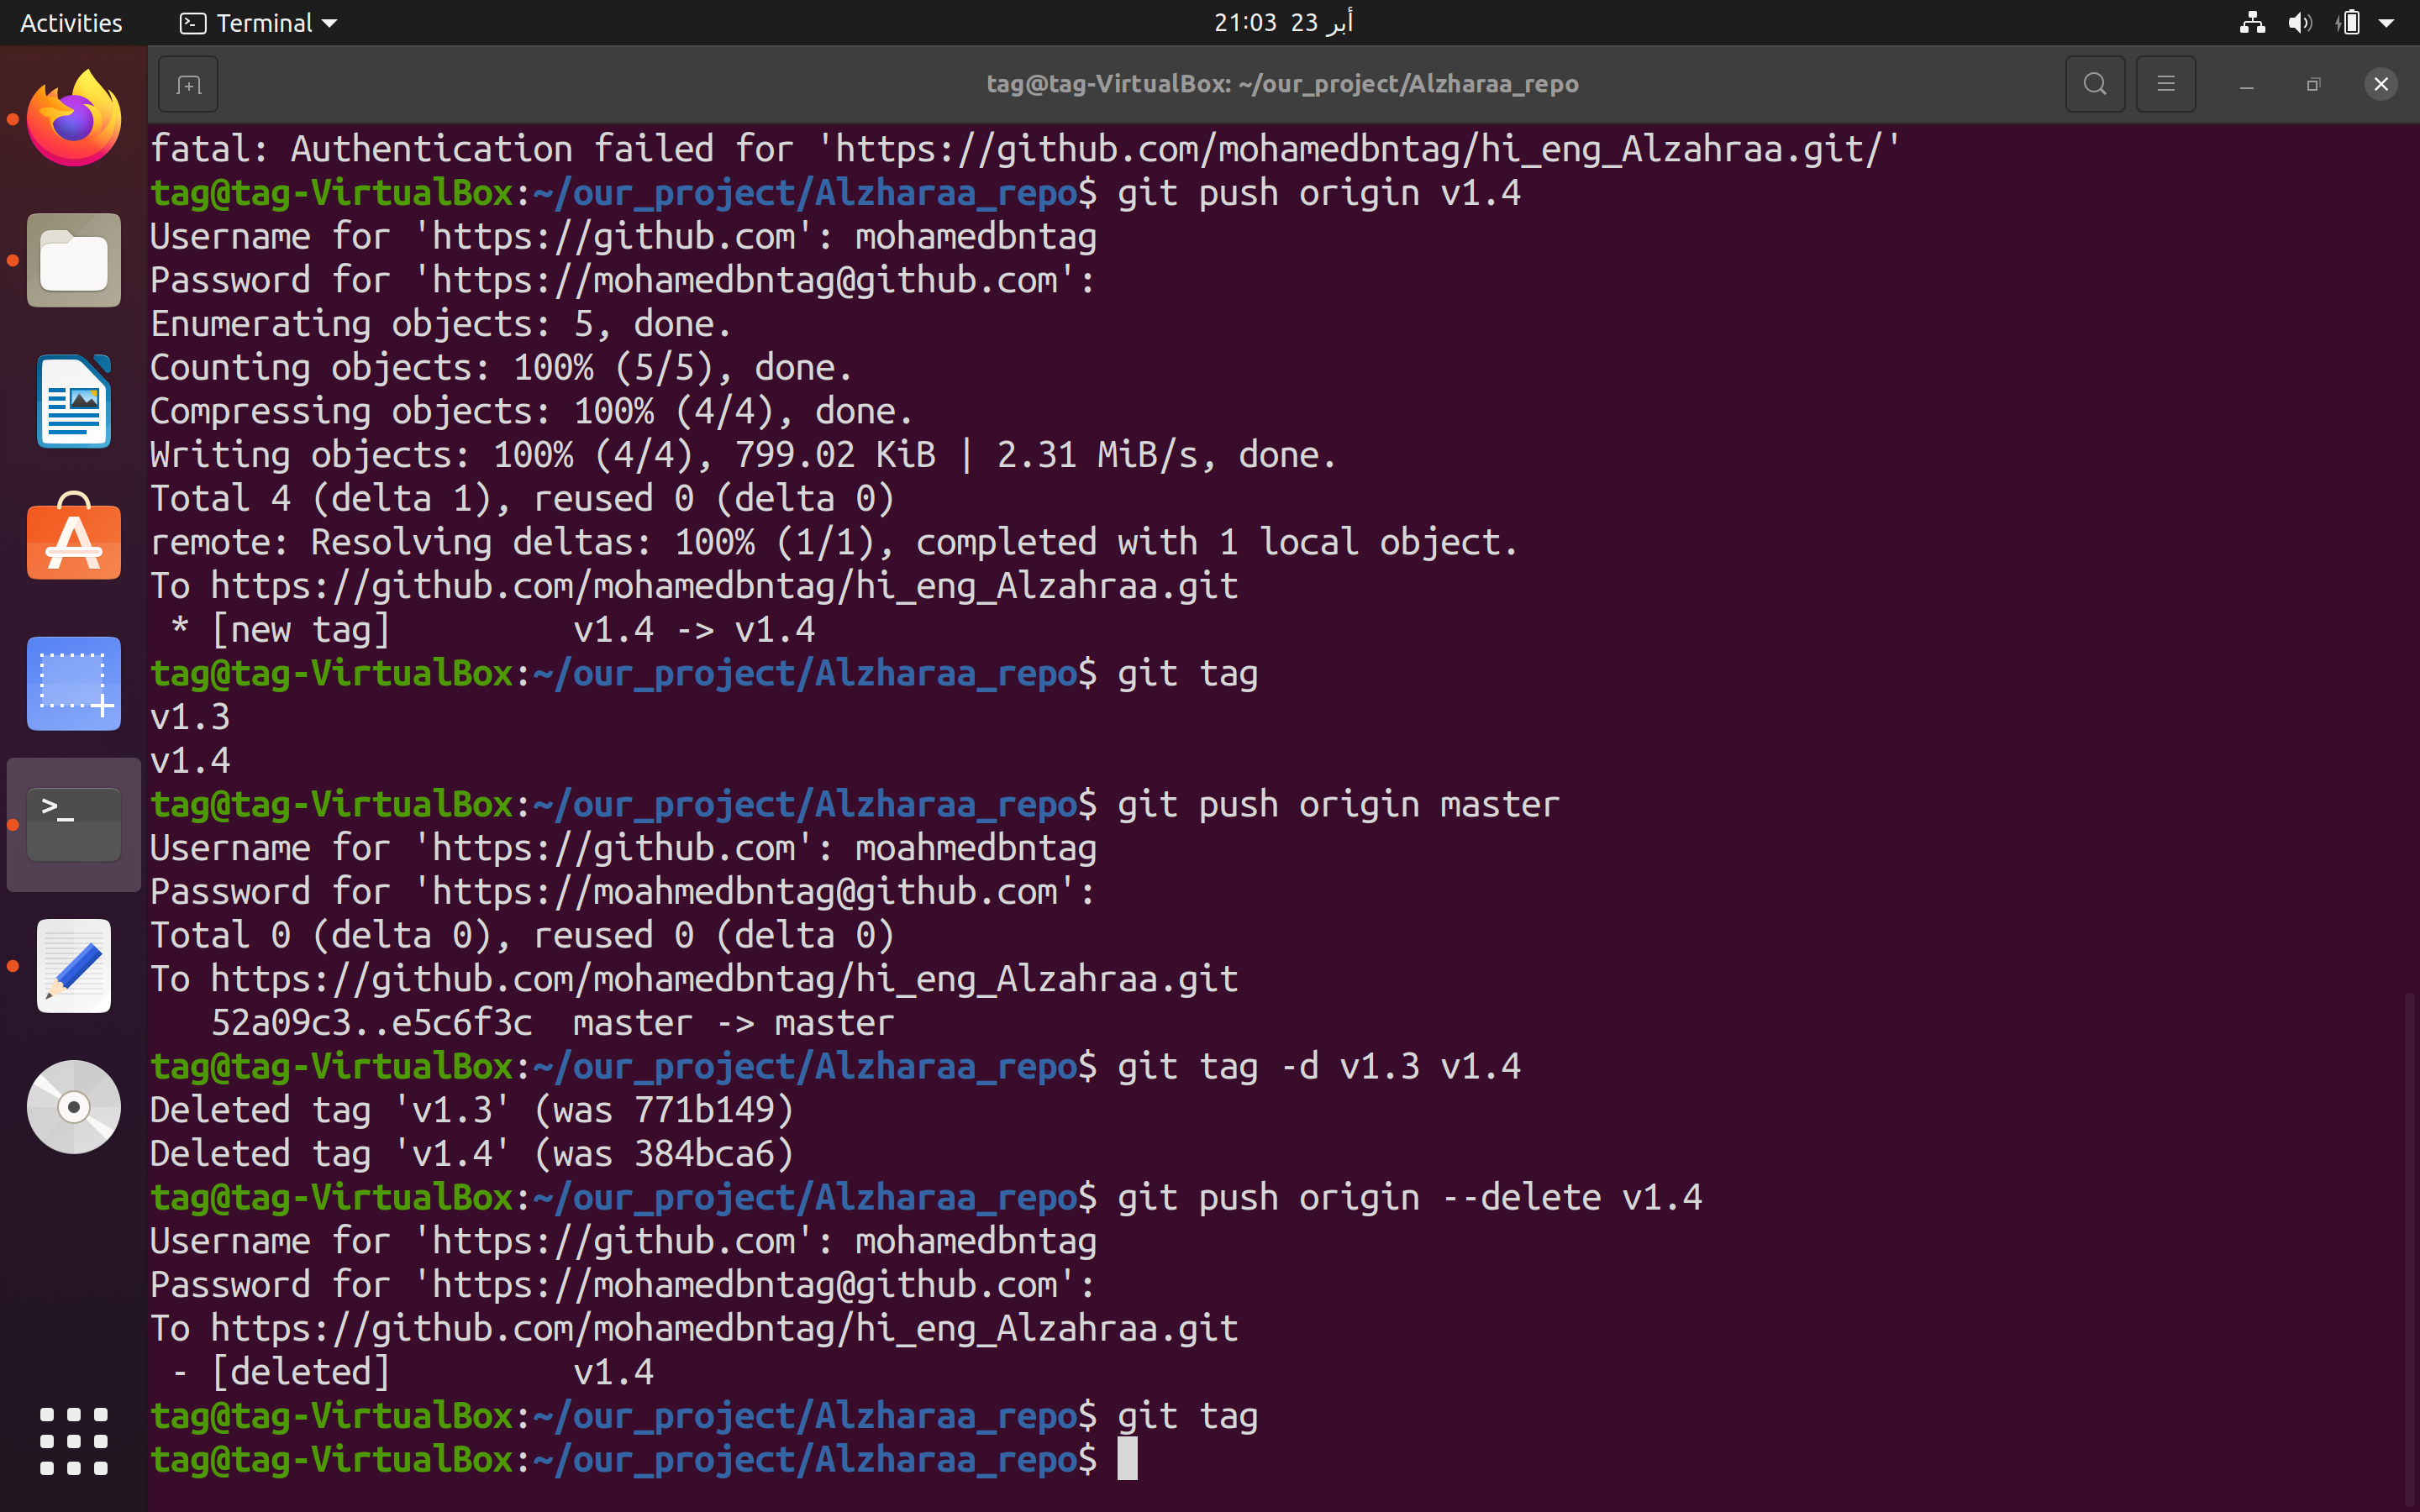 Activities Terminal 21:03 23 أبر
tag@tag-VirtualBox: ~/our_project/Alzharaa_repo
fatal: Authentication failed for 'https://github.com/mohamedbntag/hi_eng_Alzahraa.git/'
tag@tag-VirtualBox:~/our_project/Alzharaa_repo$ git push origin v1.4
Username for 'https://github.com': mohamedbntag
Password for 'https://mohamedbntag@github.com':
Enumerating objects: 5, done.
Counting objects: 100% (5/5), done.
Compressing objects: 100% (4/4), done.
Writing objects: 100% (4/4), 799.02 KiB | 2.31 MiB/s, done.
Total 4 (delta 1), reused 0 (delta 0)
remote: Resolving deltas: 100% (1/1), completed with 1 local object.
To https://github.com/mohamedbntag/hi_eng_Alzahraa.git
 * [new tag]         v1.4 -> v1.4
tag@tag-VirtualBox:~/our_project/Alzharaa_repo$ git tag
v1.3
v1.4
tag@tag-VirtualBox:~/our_project/Alzharaa_repo$ git push origin master
Username for 'https://github.com': moahmedbntag
Password for 'https://moahmedbntag@github.com':
Total 0 (delta 0), reused 0 (delta 0)
To https://github.com/mohamedbntag/hi_eng_Alzahraa.git
   52a09c3..e5c6f3c  master -> master
tag@tag-VirtualBox:~/our_project/Alzharaa_repo$ git tag -d v1.3 v1.4
Deleted tag 'v1.3' (was 771b149)
Deleted tag 'v1.4' (was 384bca6)
tag@tag-VirtualBox:~/our_project/Alzharaa_repo$ git push origin --delete v1.4
Username for 'https://github.com': mohamedbntag
Password for 'https://mohamedbntag@github.com':
To https://github.com/mohamedbntag/hi_eng_Alzahraa.git
 - [deleted]         v1.4
tag@tag-VirtualBox:~/our_project/Alzharaa_repo$ git tag
tag@tag-VirtualBox:~/our_project/Alzharaa_repo$